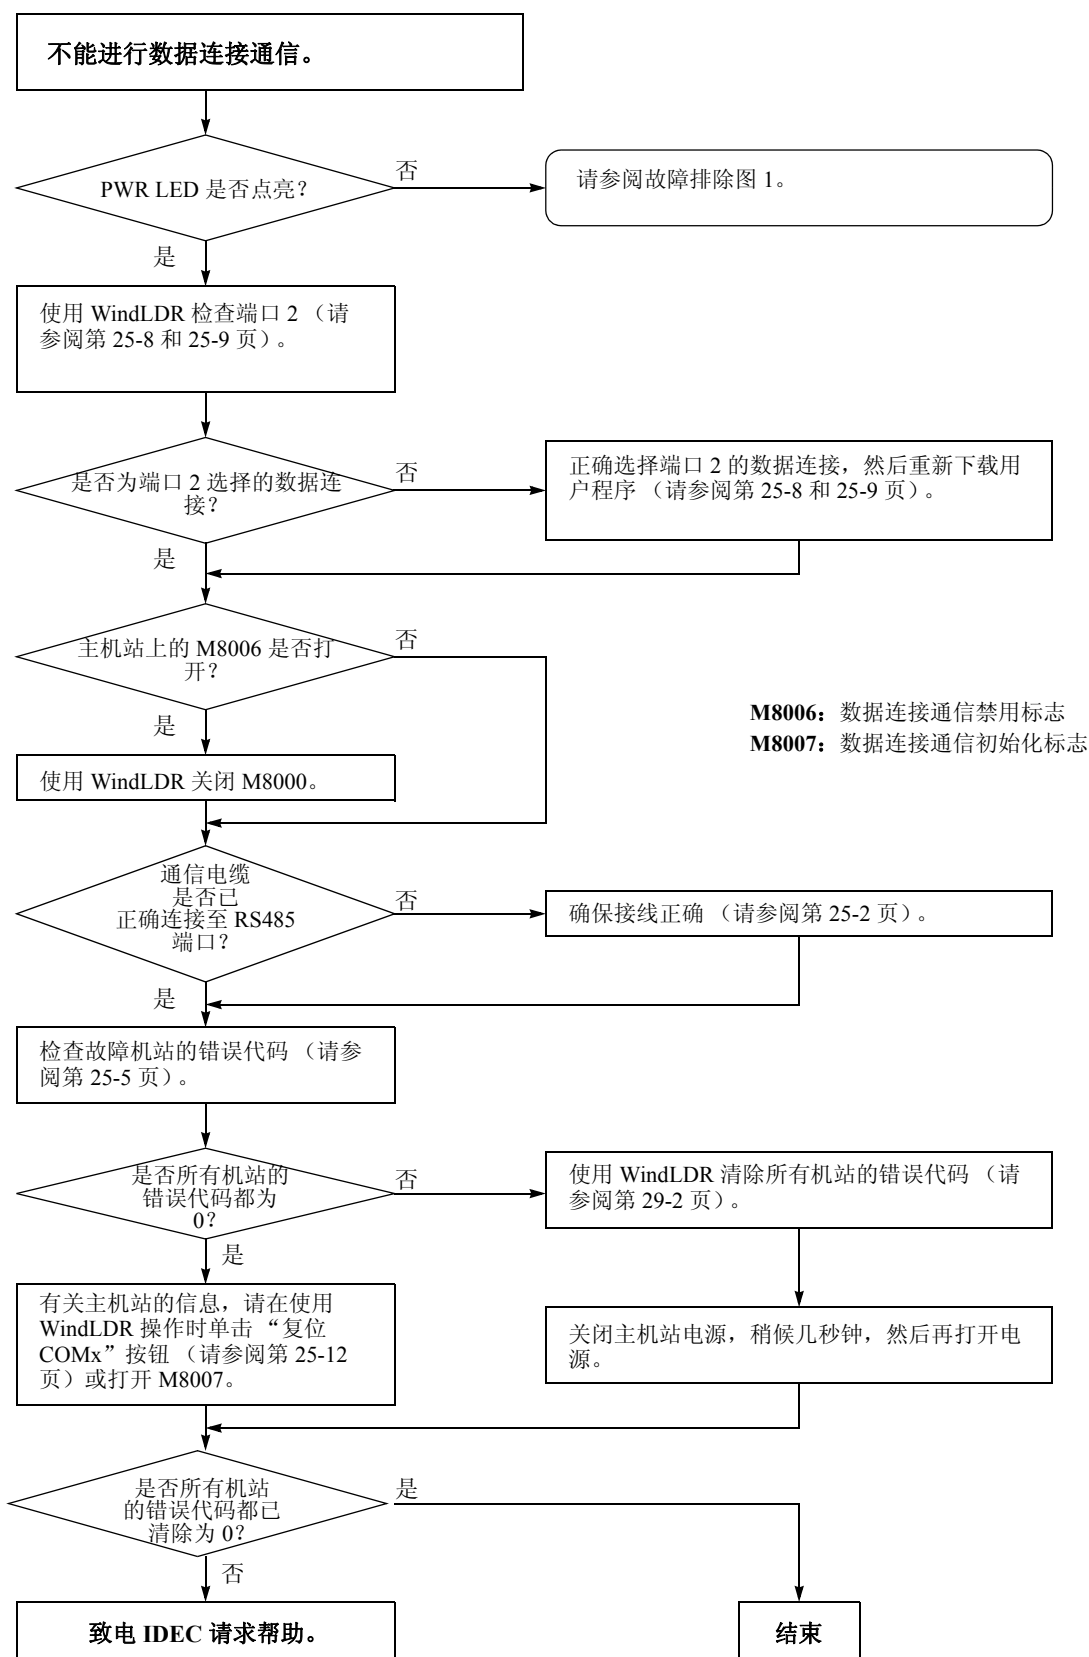 不能进行数据连接通信。
PWR LED 是否点亮？
否
请参阅故障排除图 1。
是
使用 WindLDR 检查端口 2 （请
参阅第 25-8 和 25-9 页）。
是否为端口 2 选择的数据连
接？
否
正确选择端口 2 的数据连接，然后重新下载用
户程序 （请参阅第 25-8 和 25-9 页）。
是
主机站上的 M8006 是否打
开？
否
M8006：数据连接通信禁用标志
M8007：数据连接通信初始化标志
是
使用 WindLDR 关闭 M8000。
通信电缆
是否已
正确连接至 RS485
端口？
否
确保接线正确 （请参阅第 25-2 页）。
是
检查故障机站的错误代码 （请参
阅第 25-5 页）。
是否所有机站的
错误代码都为
0？
否
使用 WindLDR 清除所有机站的错误代码 （请
参阅第 29-2 页）。
是
有关主机站的信息，请在使用
WindLDR 操作时单击 “复位
COMx”按钮 （请参阅第 25-12
页）或打开 M8007。
关闭主机站电源，稍候几秒钟，然后再打开电
源。
是否所有机站
的错误代码都已
清除为 0？
是
否
致电 IDEC 请求帮助。
结束